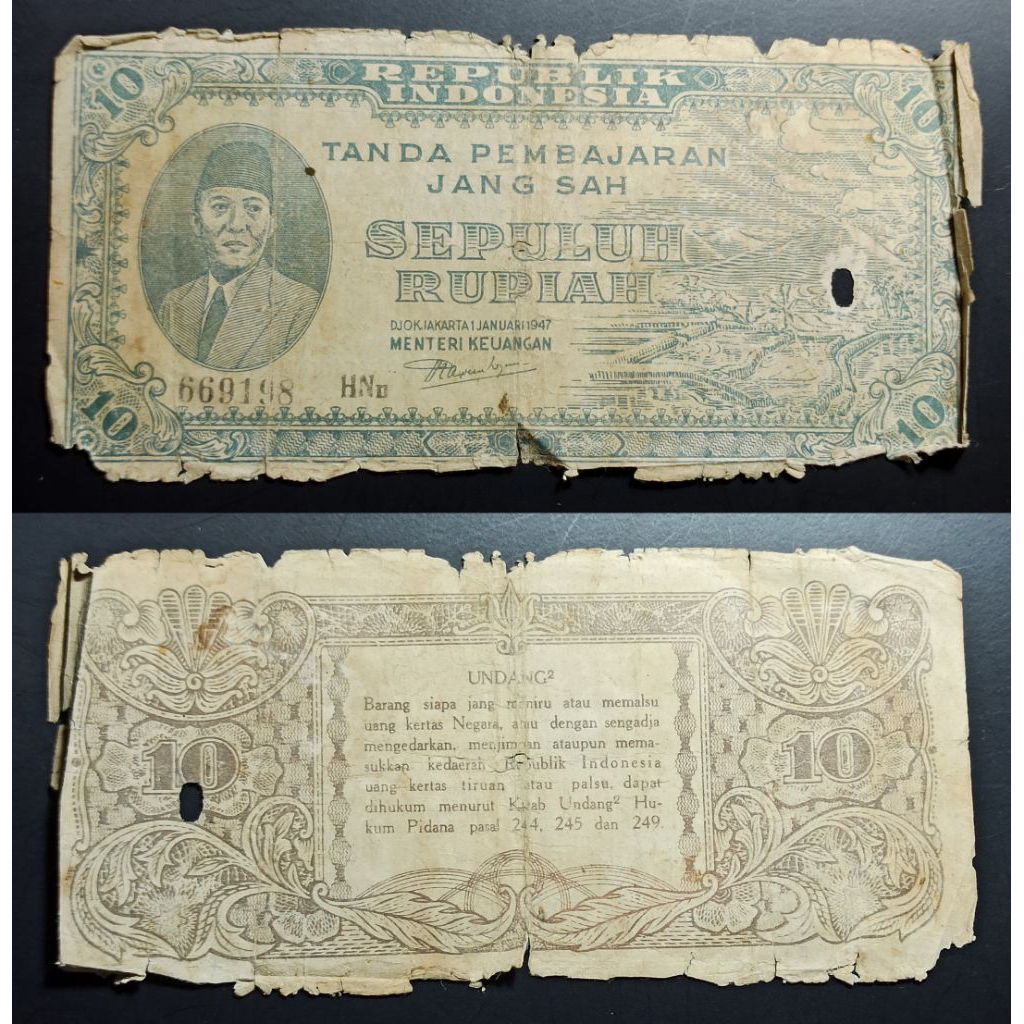 10
10
REPUBLIK
INDONESIA
TANDA PEMBAJARAN
JANG SAH
SEPULUH
RUPIAH
DJOKJAKARTA 1 JANUARI 1947
MENTERI KEUANGAN
669198 HNII
10
10
UNDANG²
Barang siapa jang meniru atau memalsu
uang kertas Negara, atau dengan sengadja
mengedarkan, menjimpan ataupun mema-
sukkan kedaerah Republik Indonesia
uang kertas tiruan atau palsu, dapat
dihukum menurut Kitab Undang² Hu-
kum Pidana pasal 244, 245 dan 249.
10
10